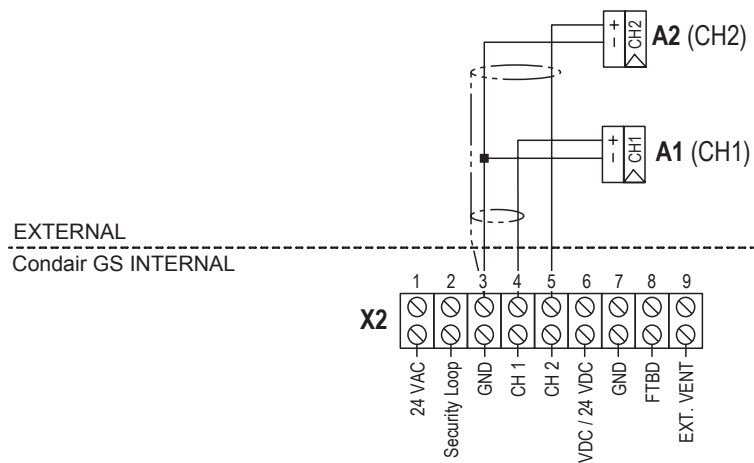 +
−
CH2
A2 (CH2)
+
−
CH1
A1 (CH1)
EXTERNAL
Condair GS INTERNAL
1 2 3 4 5 6 7 8 9
X2
24 VAC
Security Loop
GND
CH 1
CH 2
VDC / 24 VDC
GND
FTBD
EXT. VENT